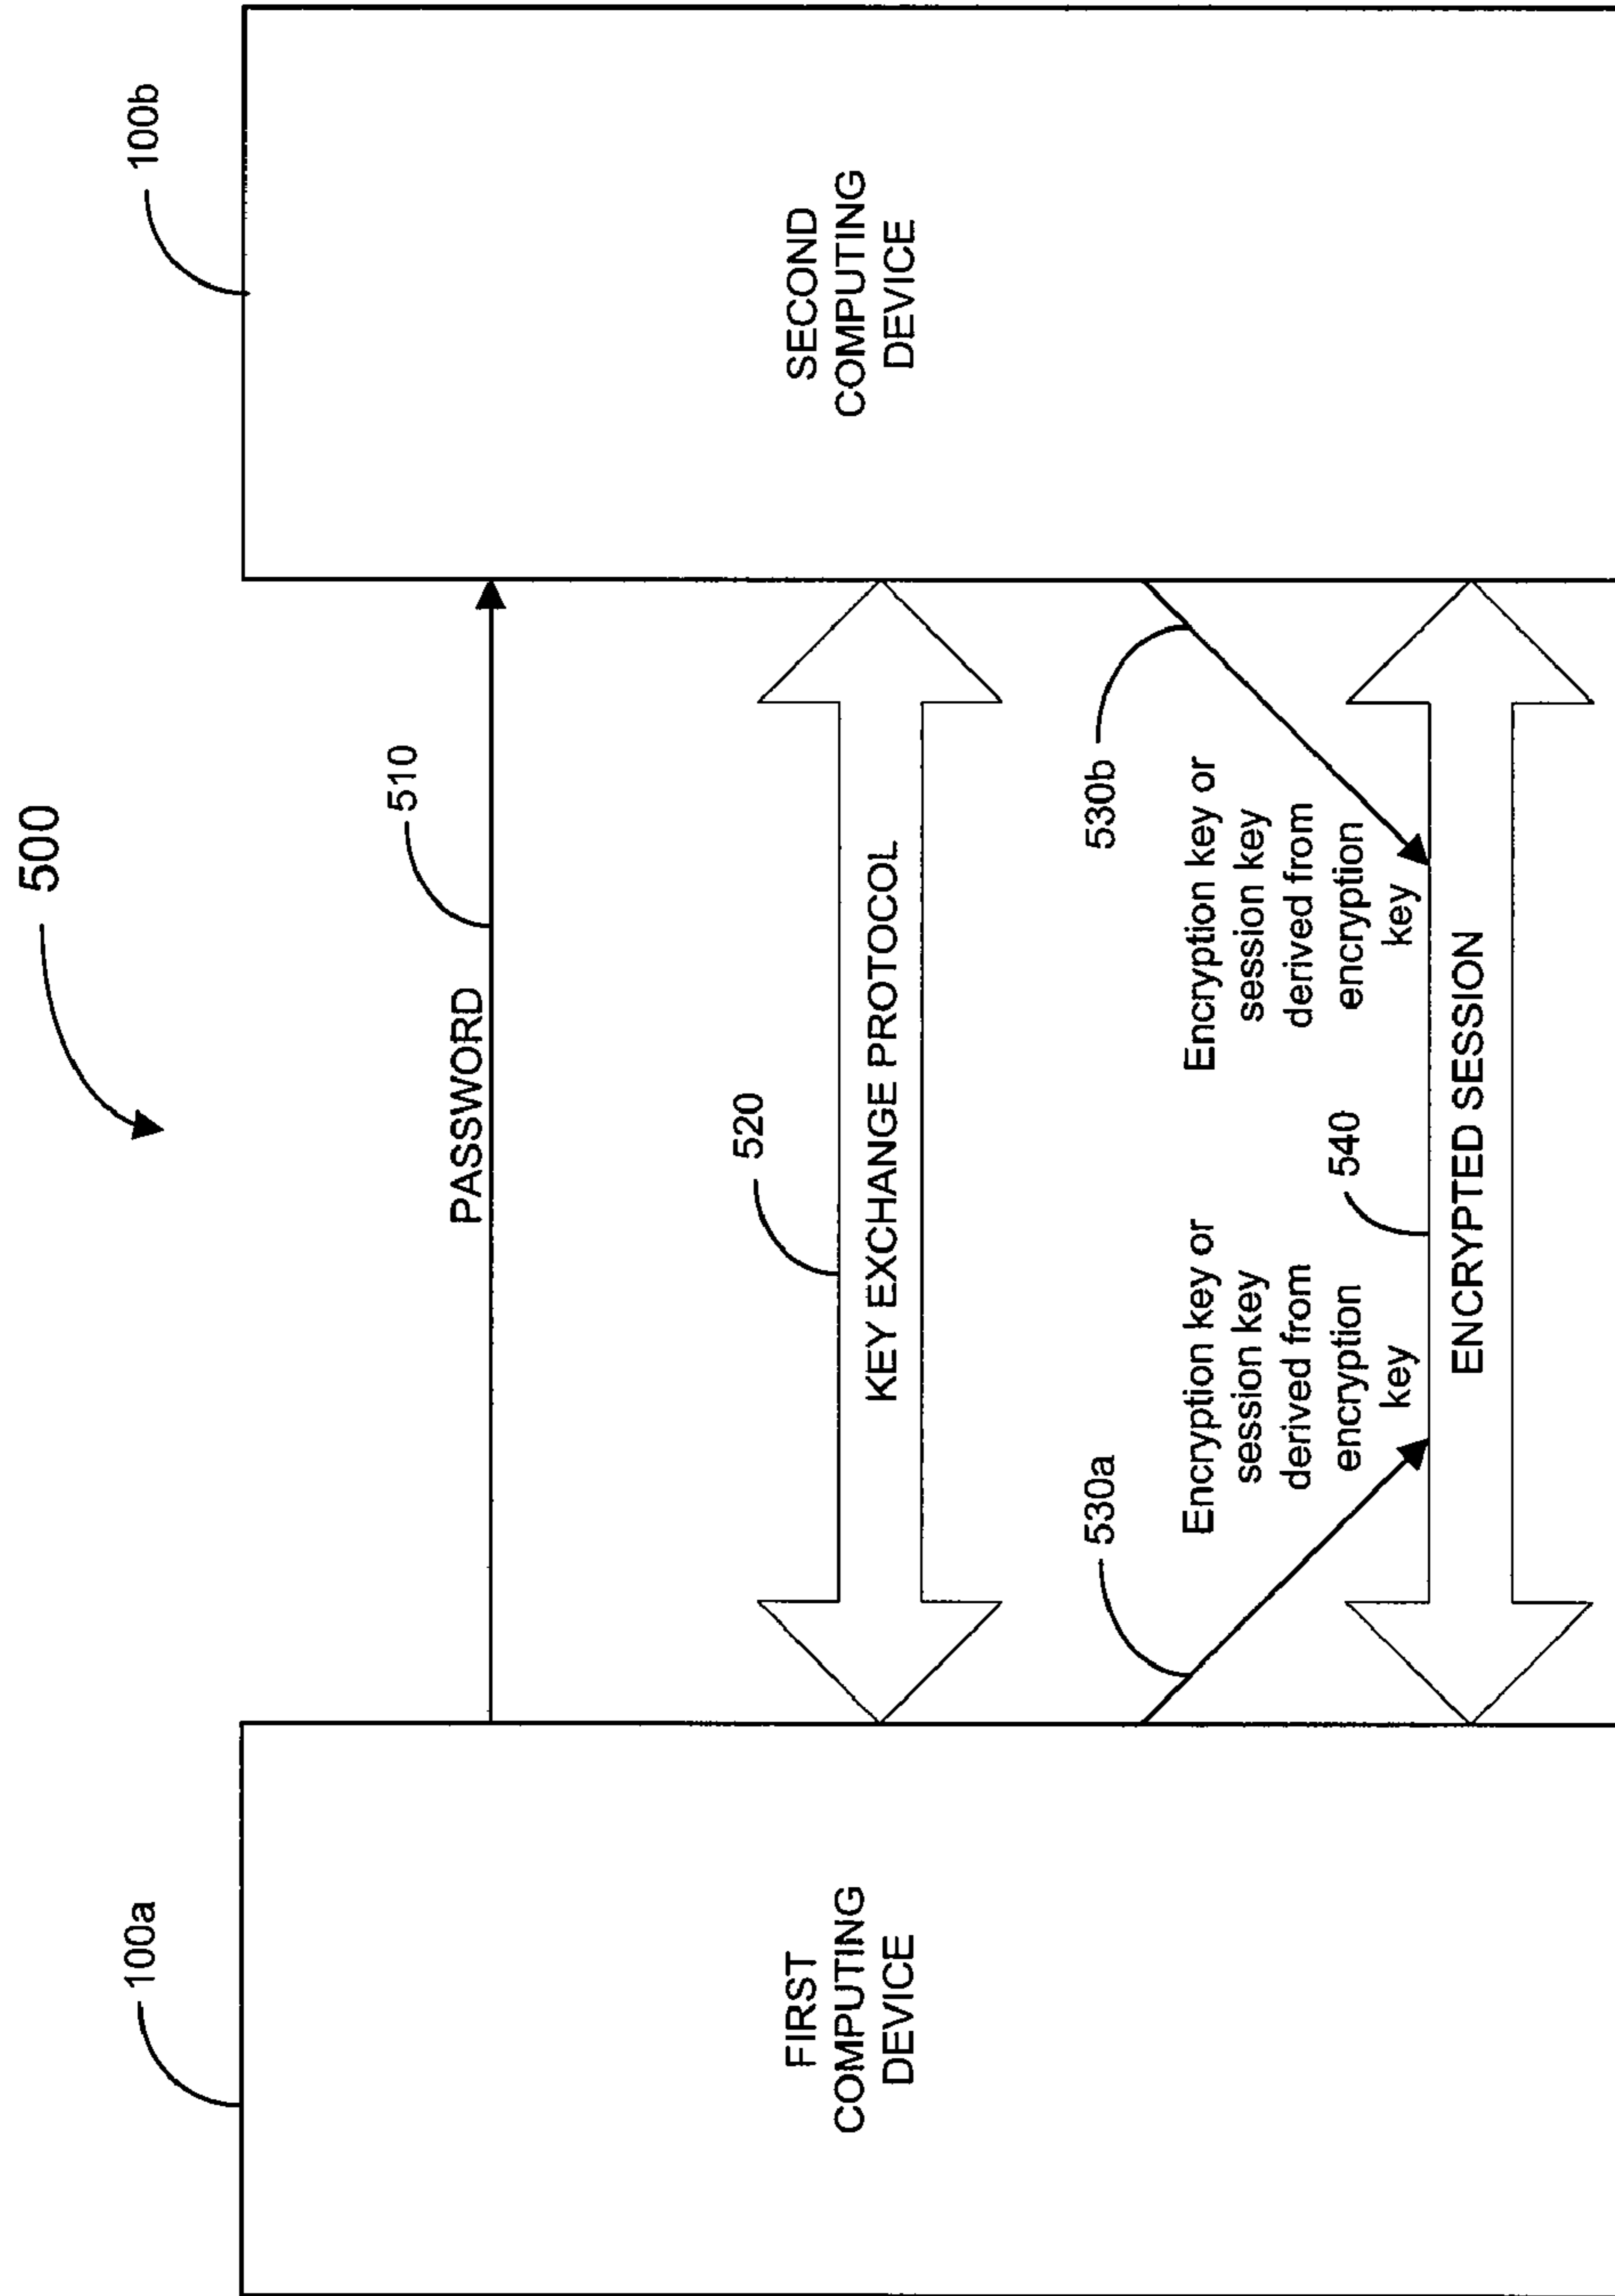 500
100a
100b
510
PASSWORD
FIRST
COMPUTING
DEVICE
SECOND
COMPUTING
DEVICE
520
KEY EXCHANGE PROTOCOL
530a
530b
Encryption key or
session key
derived from
encryption
key
Encryption key or
session key
derived from
encryption
key
540
ENCRYPTED SESSION